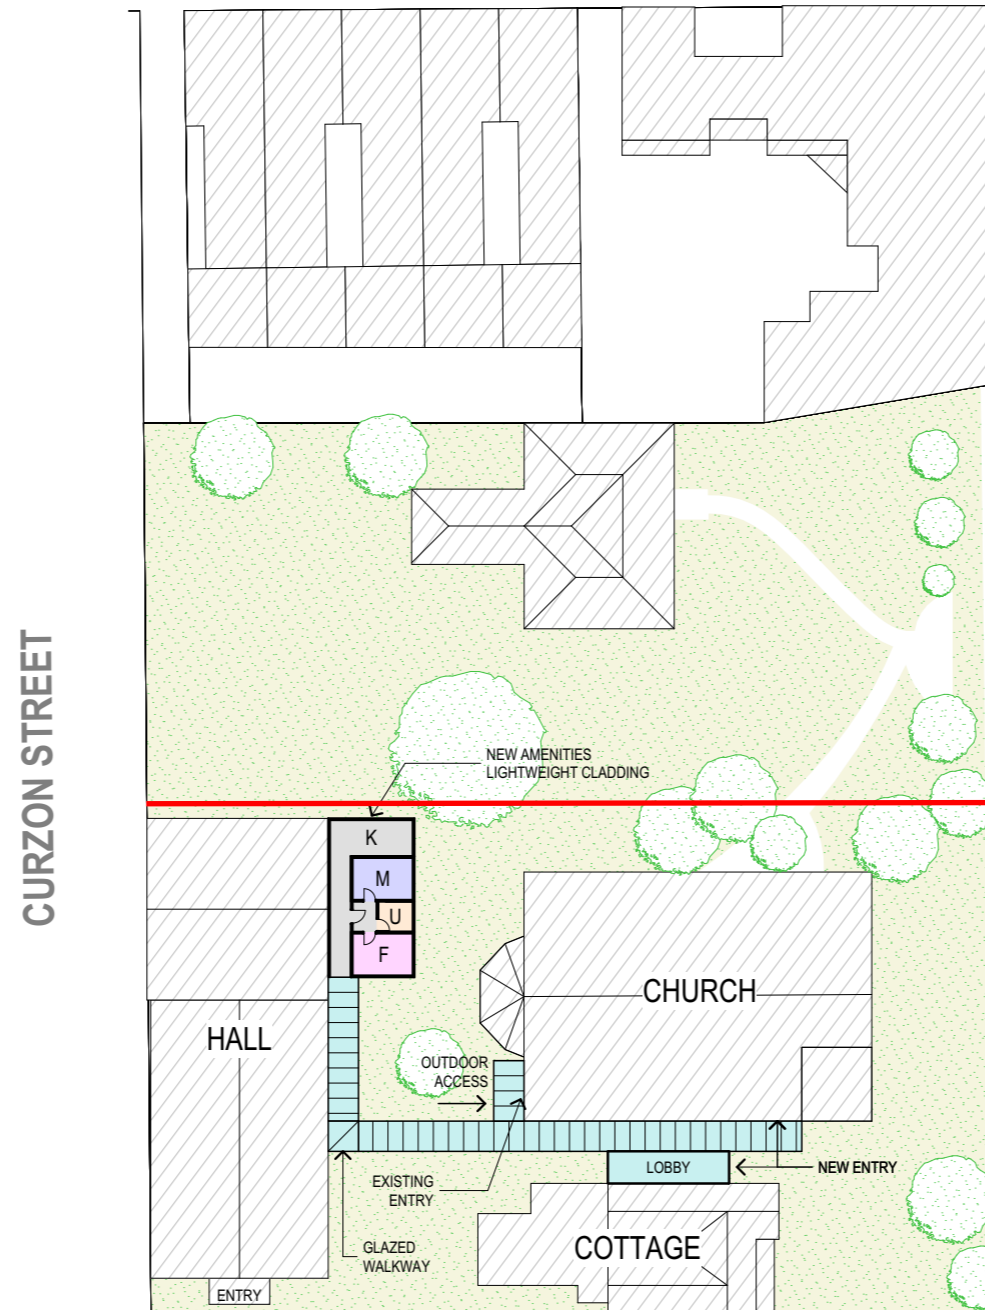 CURZON STREET
NEW AMENITIES
LIGHTWEIGHT CLADDING
K
M
U
F
CHURCH
HALL
OUTDOOR
ACCESS
LOBBY
NEW ENTRY
EXISTING
ENTRY
COTTAGE
GLAZED
WALKWAY
ENTRY